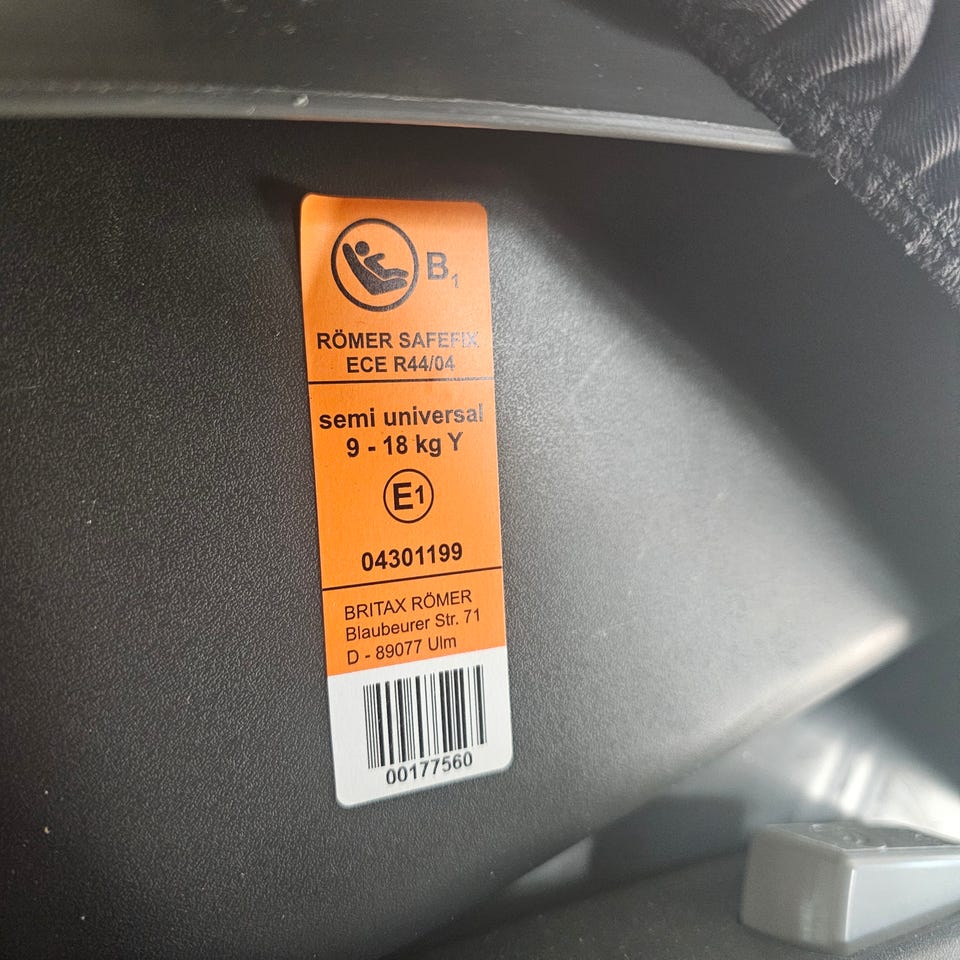 B1
RÖMER SAFEFIX
ECE R44/04
semi universal
9 - 18 kg Y
E1
04301199
BRITAX RÖMER
Blaubeurer Str. 71
D - 89077 Ulm
00177560